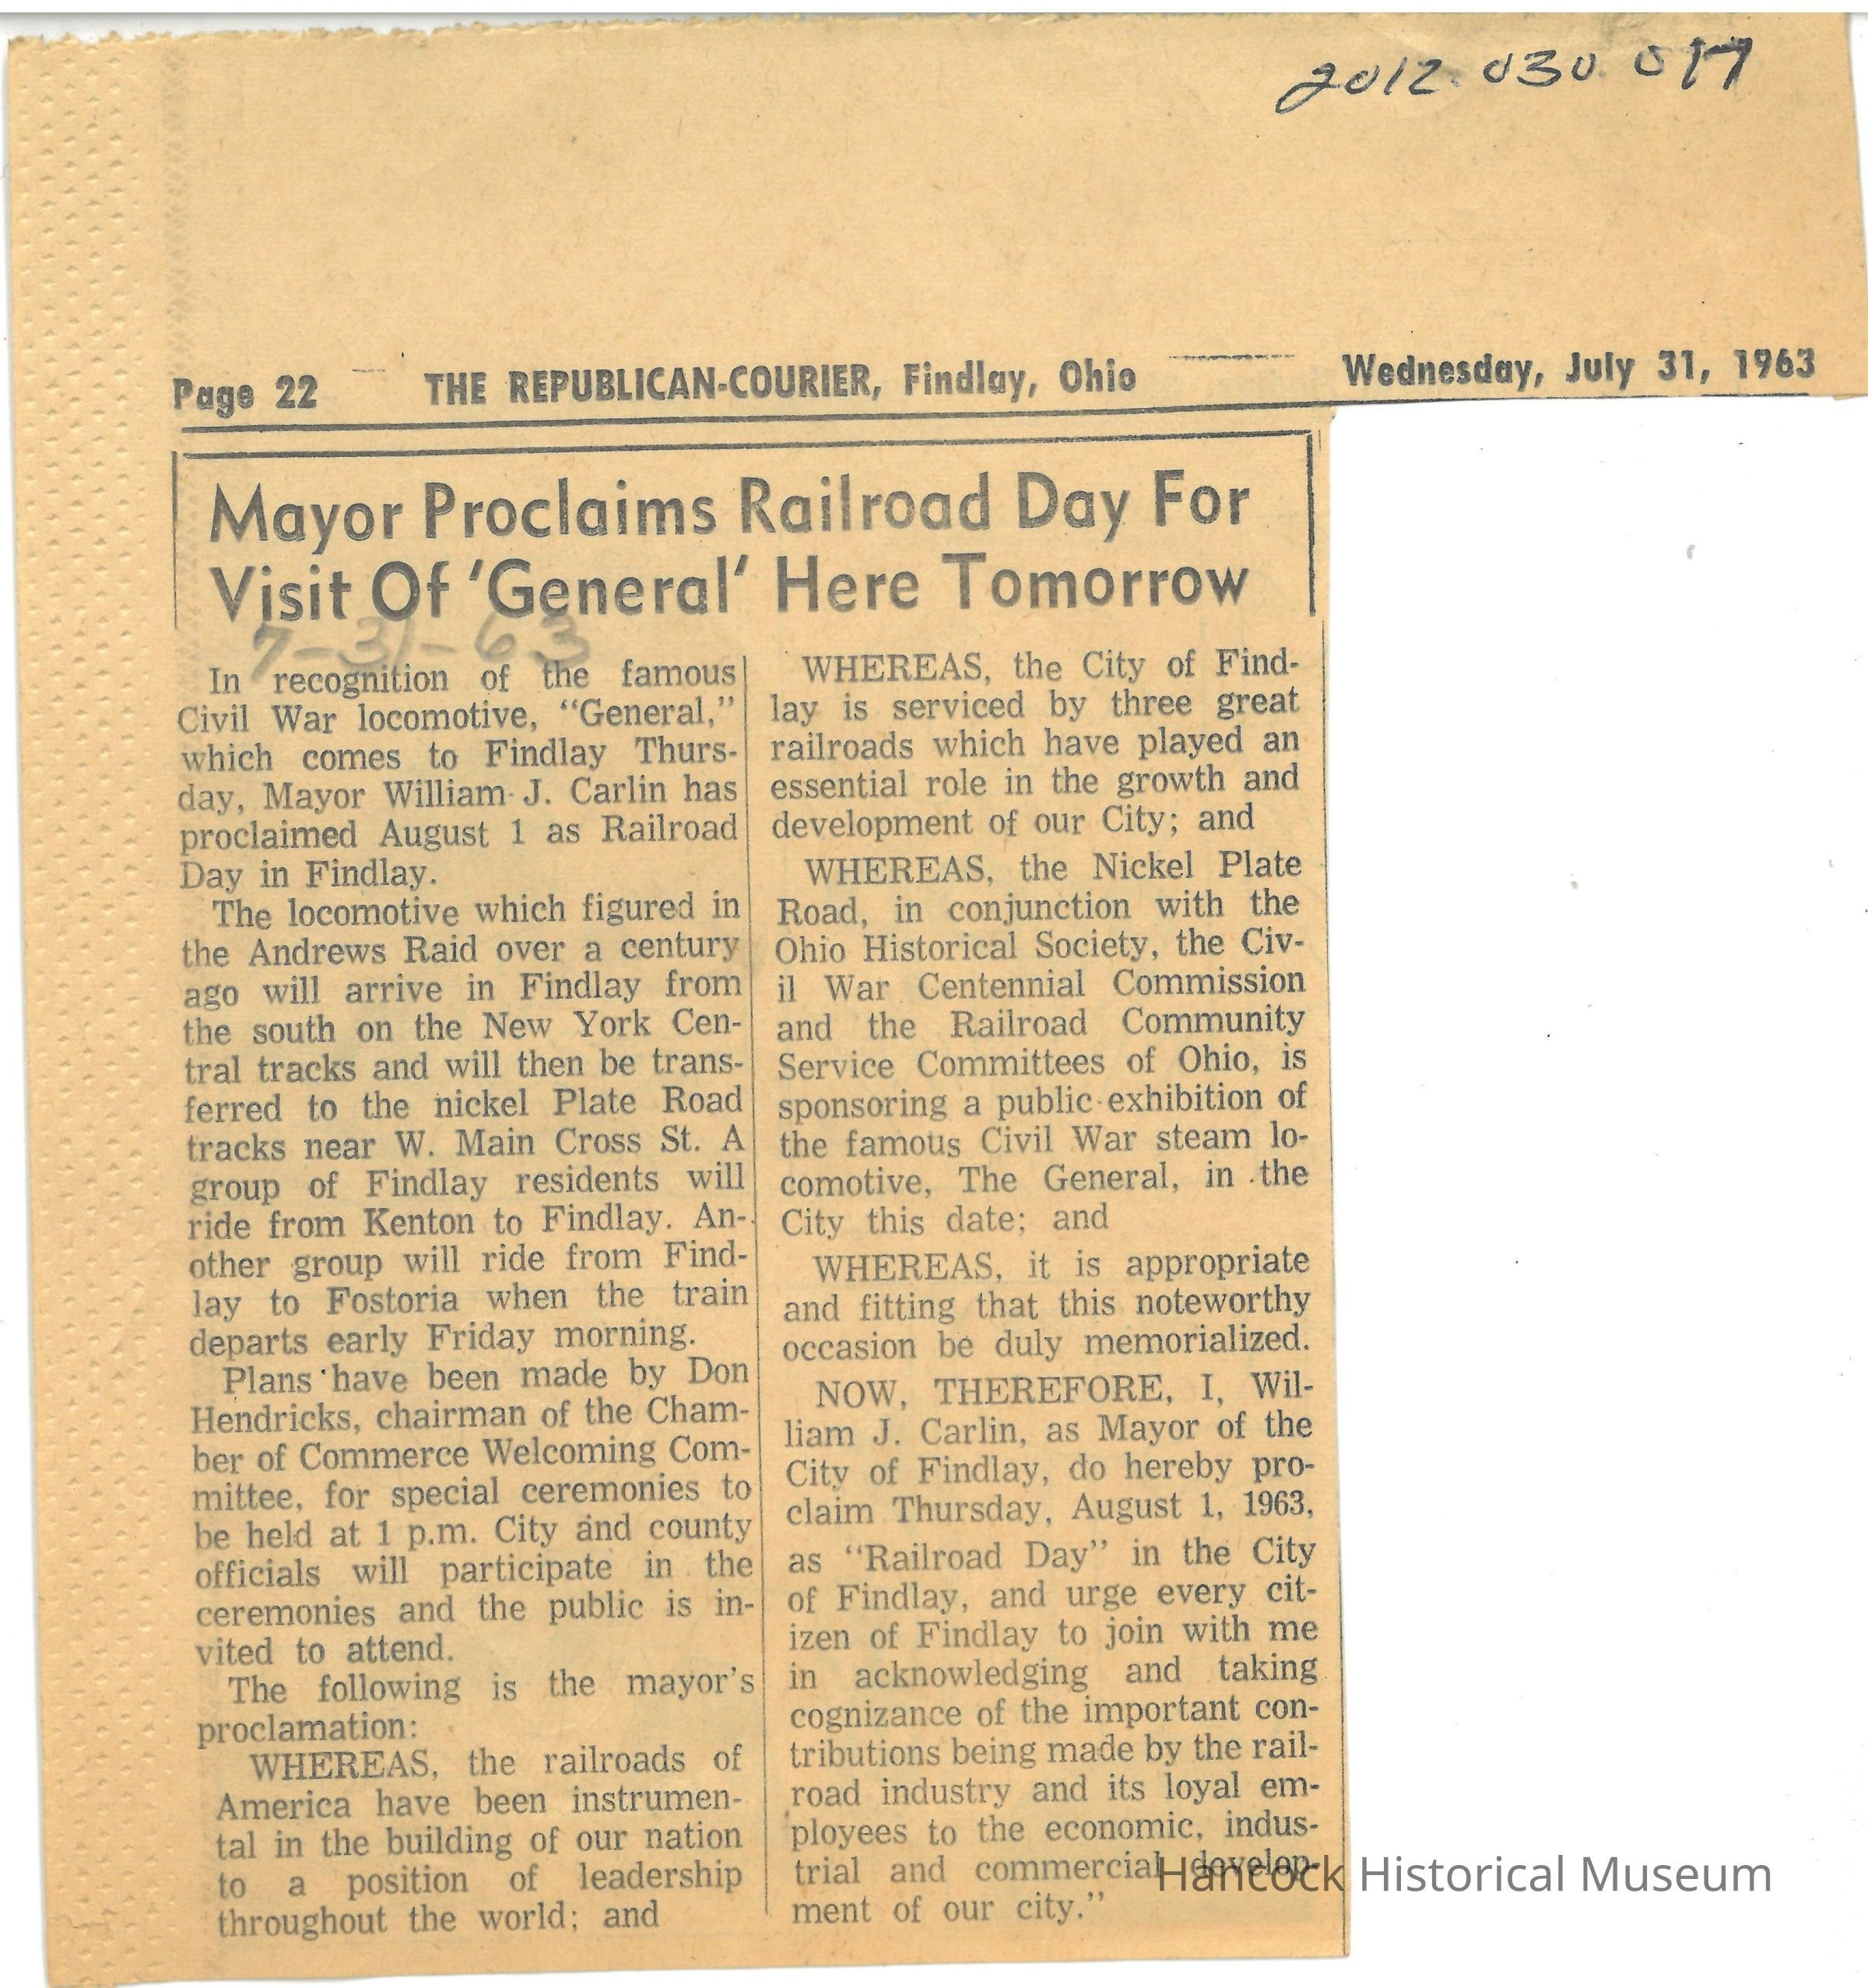 2012.030.017
Page 22 THE REPUBLICAN-COURIER, Findlay, Ohio Wednesday, July 31, 1963
Mayor Proclaims Railroad Day For
Visit Of 'General' Here Tomorrow
7-31-63
In recognition of the famous
Civil War locomotive, "General,"
which comes to Findlay Thurs-
day, Mayor William J. Carlin has
proclaimed August 1 as Railroad
Day in Findlay.
The locomotive which figured in
the Andrews Raid over a century
ago will arrive in Findlay from
the south on the New York Cen-
tral tracks and will then be trans-
ferred to the nickel Plate Road
tracks near W. Main Cross St. A
group of Findlay residents will
ride from Kenton to Findlay. An-
other group will ride from Find-
lay to Fostoria when the train
departs early Friday morning.
Plans have been made by Don
Hendricks, chairman of the Cham-
ber of Commerce Welcoming Com-
mittee, for special ceremonies to
be held at 1 p.m. City and county
officials will participate in the
ceremonies and the public is in-
vited to attend.
The following is the mayor's
proclamation:
WHEREAS, the railroads of
America have been instrumen-
tal in the building of our nation
to a position of leadership
throughout the world; and
WHEREAS, the City of Find-
lay is serviced by three great
railroads which have played an
essential role in the growth and
development of our City; and
WHEREAS, the Nickel Plate
Road, in conjunction with the
Ohio Historical Society, the Civ-
il War Centennial Commission
and the Railroad Community
Service Committees of Ohio, is
sponsoring a public exhibition of
the famous Civil War steam lo-
comotive, The General, in the
City this date; and
WHEREAS, it is appropriate
and fitting that this noteworthy
occasion be duly memorialized.
NOW, THEREFORE, I, Wil-
liam J. Carlin, as Mayor of the
City of Findlay, do hereby pro-
claim Thursday, August 1, 1963,
as "Railroad Day" in the City
of Findlay, and urge every cit-
izen of Findlay to join with me
in acknowledging and taking
cognizance of the important con-
tributions being made by the rail-
road industry and its loyal em-
ployees to the economic, indus-
trial and commercial develop-
ment of our city."
Hancock Historical Museum